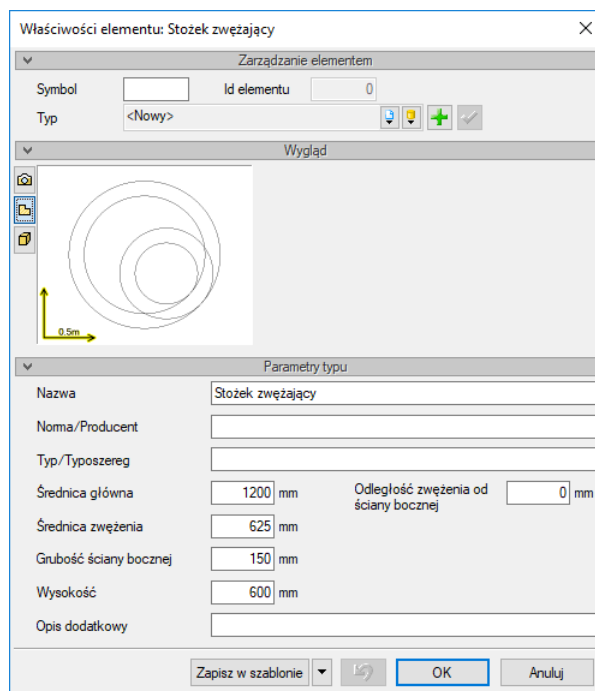 Właściwości elementu: Stożek zwężający
Zarządzanie elementem
Symbol Id elementu 0
Typ <Nowy>
Wygląd
0.5m
Parametry typu
Nazwa Stożek zwężający
Norma/Producent
Typ/Typoszereg
Średnica główna 1200 mm Odległość zwężenia od ściany bocznej 0 mm
Średnica zwężenia 625 mm
Grubość ściany bocznej 150 mm
Wysokość 600 mm
Opis dodatkowy
Zapisz w szablonie OK Anuluj